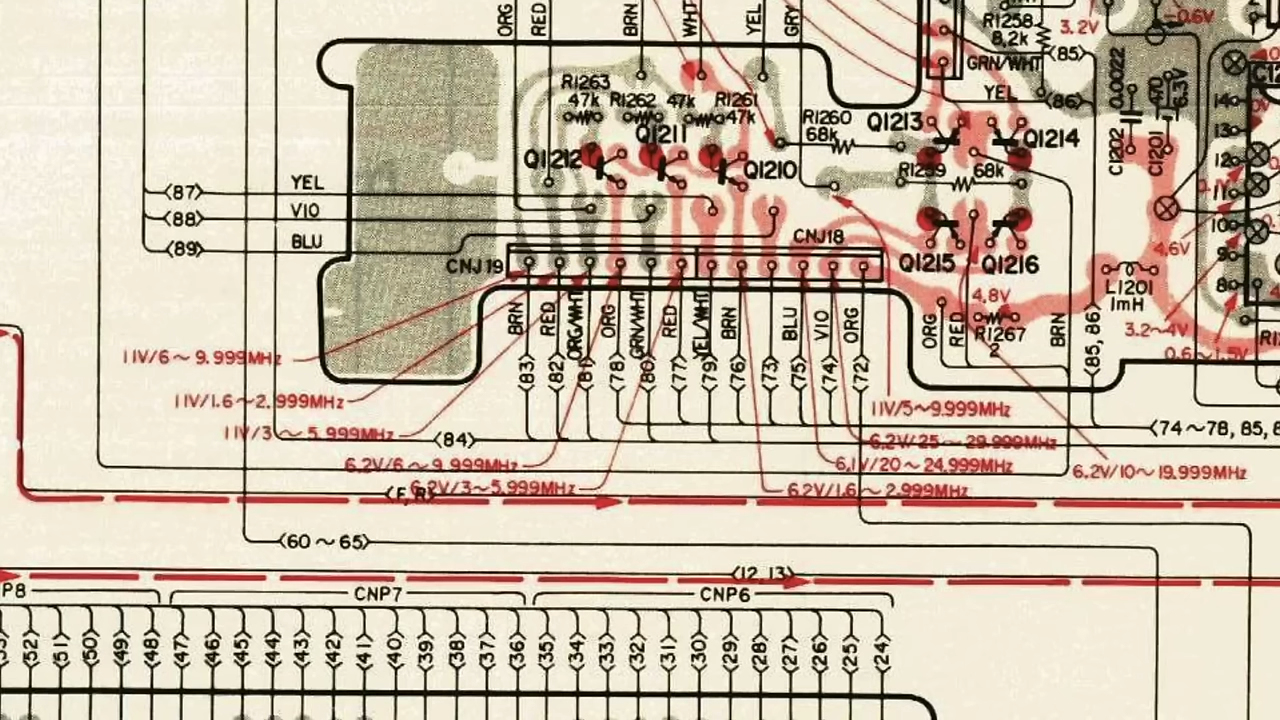 ORG
RED
BRN
WHT
YEL
GRY
R1258
8.2k
3.2V
-0.6V
(85)
GRN/WHT
YEL
(86)
0.0022
C1202
470
6.3V
C1201
R1263
47k
R1262
47k
R1261
47k
R1260
68k
Q1213
Q1214
Q1211
Q1212
Q1210
R1259
68k
14
13
12
11
10
9
8
(87)
YEL
(88)
VIO
(89)
BLU
CNJ19
CNJ18
Q1215
Q1216
4.6V
L1201
1mH
4.8V
R1267
2
3.2~4V
0.6~1.5V
BRN
RED
ORG/WHT
ORG
GRN/WHT
RED
YEL/WHT
BRN
BLU
VIO
ORG
ORG
RED
BRN
(85, 86)
(83)
(82)
(81)
(78)
(80)
(77)
(79)
(76)
(73)
(75)
(74)
(72)
11V/6~9.999MHz
11V/1.6~2.999MHz
11V/3~5.999MHz
(84)
6.2V/6~9.999MHz
6.2V/3~5.999MHz
11V/5~9.999MHz
6.2V/25~29.999MHz
6.1V/20~24.999MHz
6.2V/1.6~2.999MHz
6.2V/10~19.999MHz
(74~78, 85, 8
(F, R)
(60~65)
(12, 13)
P8
CNP7
CNP6
(52)
(51)
(50)
(49)
(48)
(47)
(46)
(45)
(44)
(43)
(42)
(41)
(40)
(39)
(38)
(37)
(36)
(35)
(34)
(33)
(32)
(31)
(30)
(29)
(28)
(27)
(26)
(25)
(24)